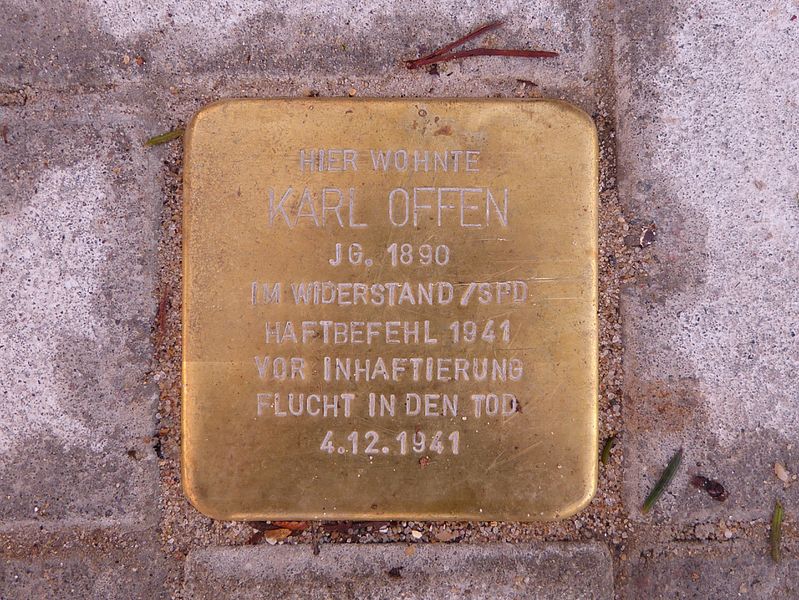 HIER WOHNTE
KARL OFFEN
JG. 1890
IM WIDERSTAND/SPD
HAFTBEFEHL 1941
VOR INHAFTIERUNG
FLUCHT IN DEN TOD
4.12.1941